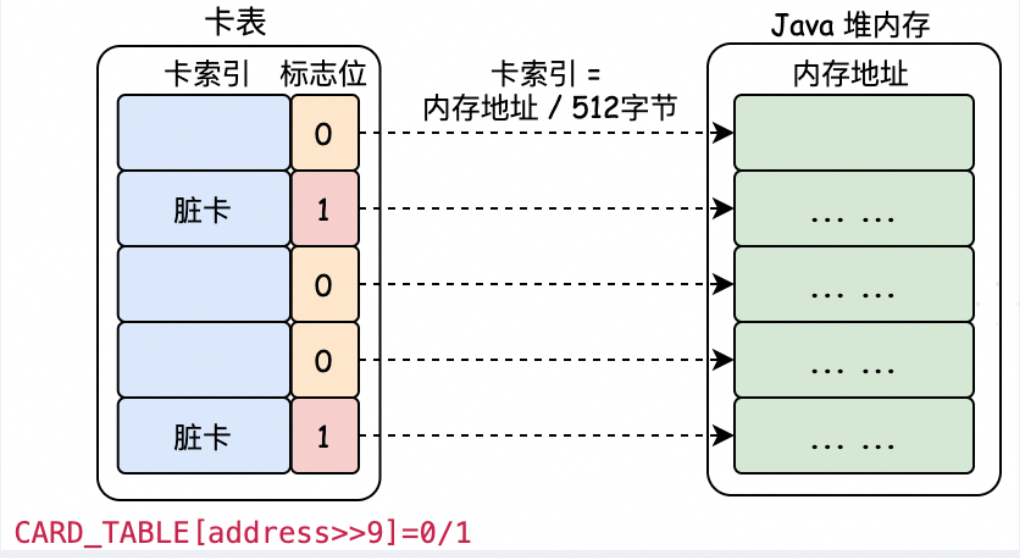 卡表
Java 堆内存
卡索引 标志位
卡索引 =
内存地址 / 512字节
内存地址
0
脏卡 1
... ...
0
... ...
0
... ...
脏卡 1
... ...
CARD_TABLE[address>>9]=0/1